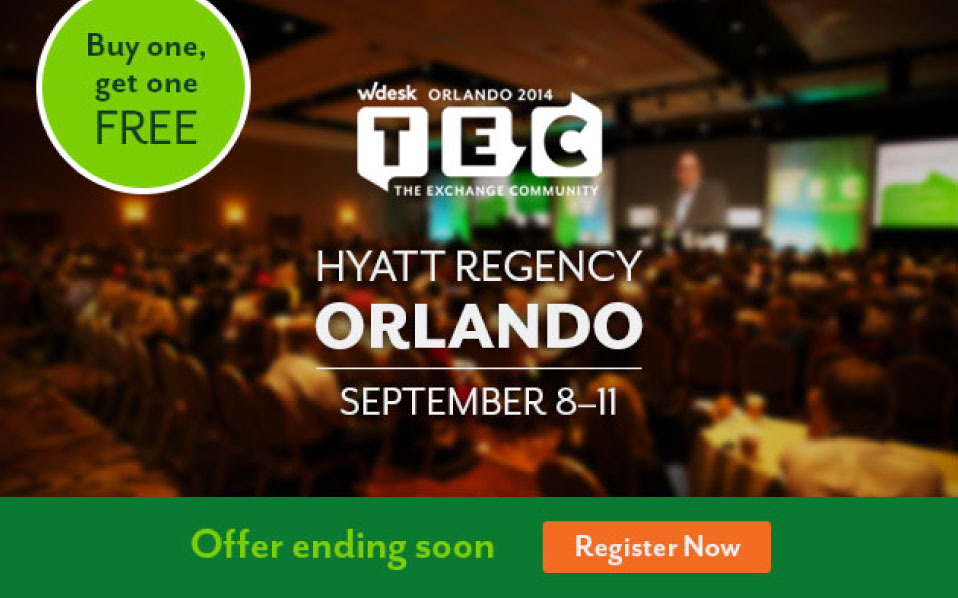 Buy one,
get one
FREE
wdesk ORLANDO 2014
TEC
THE EXCHANGE COMMUNITY
HYATT REGENCY
ORLANDO
SEPTEMBER 8–11
Offer ending soon
Register Now